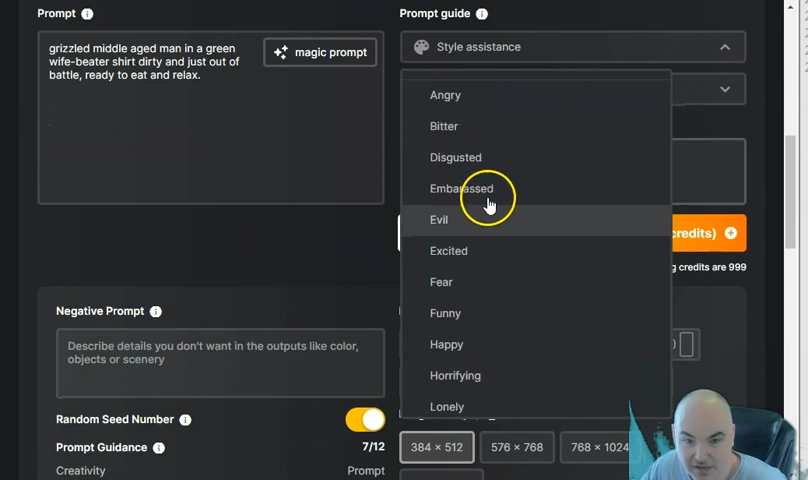 Prompt
grizzled middle aged man in a green
wife-beater shirt dirty and just out of
battle, ready to eat and relax.
magic prompt
Prompt guide
Style assistance
Angry
Bitter
Disgusted
Embarassed
Evil
Excited
Fear
Funny
Happy
Horrifying
Lonely
credits)
g credits are 999
Negative Prompt
Describe details you don't want in the outputs like color,
objects or scenery
)
Random Seed Number
Prompt Guidance
7/12
Creativity
Prompt
384 × 512
576 × 768
768 × 1024